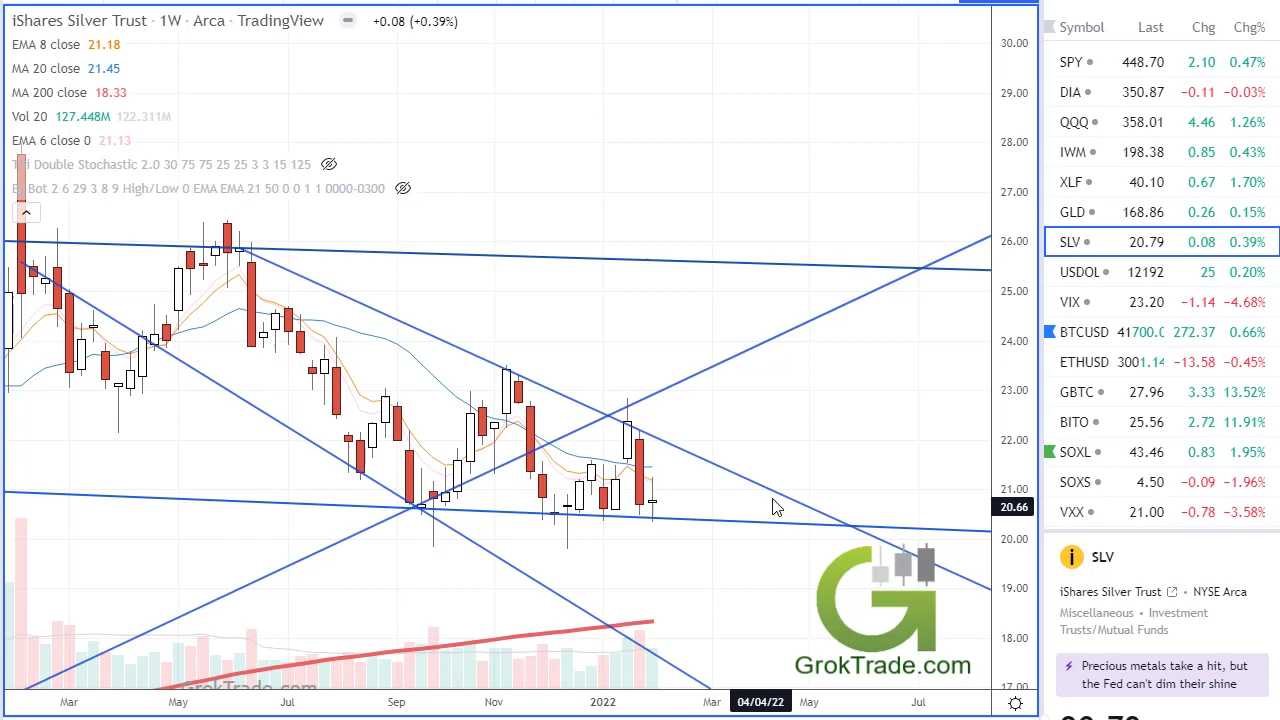 iShares Silver Trust · 1W · Arca · TradingView +0.08 (+0.39%)
EMA 8 close 21.18
MA 20 close 21.45
MA 200 close 18.33
Vol 20 127.448M 122.311M
EMA 6 close 0 21.13
Double Stochastic 2.0 30 75 75 25 25 3 3 15 125
Bot 2 6 29 3 8 9 High/Low 0 EMA EMA 21 50 0 0 1 1 0000-0300
30.00
29.00
28.00
27.00
26.00
25.00
24.00
23.00
22.00
21.00
20.66
20.00
19.00
18.00
17.00
GrokTrade.com
GrokTrade.com
Mar May Jul Sep Nov 2022 Mar 04/04/22 May Jul
Symbol Last Chg Chg%
SPY 448.70 2.10 0.47%
DIA 350.87 −0.11 −0.03%
QQQ 358.01 4.46 1.26%
IWM 198.38 0.85 0.43%
XLF 40.10 0.67 1.70%
GLD 168.86 0.26 0.15%
SLV 20.79 0.08 0.39%
USDOL 12192 25 0.20%
VIX 23.20 −1.14 −4.68%
BTCUSD 41700.0 272.37 0.66%
ETHUSD 3001.14 −13.58 −0.45%
GBTC 27.96 3.33 13.52%
BITO 25.56 2.72 11.91%
SOXL 43.46 0.83 1.95%
SOXS 4.50 −0.09 −1.96%
VXX 21.00 −0.78 −3.58%
SLV
iShares Silver Trust • NYSE Arca
Miscellaneous • Investment
Trusts/Mutual Funds
Precious metals take a hit, but
the Fed can't dim their shine